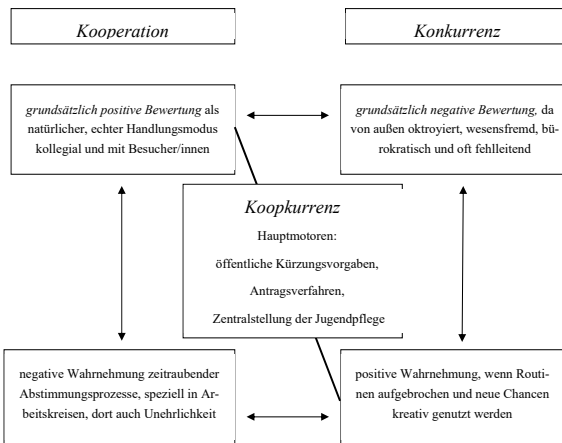 Kooperation
Konkurrenz
grundsätzlich positive Bewertung als
natürlicher, echter Handlungsmodus
kollegial und mit Besucher/innen
grundsätzlich negative Bewertung, da
von außen oktroyiert, wesensfremd, bü-
rokratisch und oft fehlleitend
Koopkurrenz
Hauptmotoren:
öffentliche Kürzungsvorgaben,
Antragsverfahren,
Zentralstellung der Jugendpflege
negative Wahrnehmung zeitraubender
Abstimmungsprozesse, speziell in Ar-
beitskreisen, dort auch Unehrlichkeit
positive Wahrnehmung, wenn Routi-
nen aufgebrochen und neue Chancen
kreativ genutzt werden